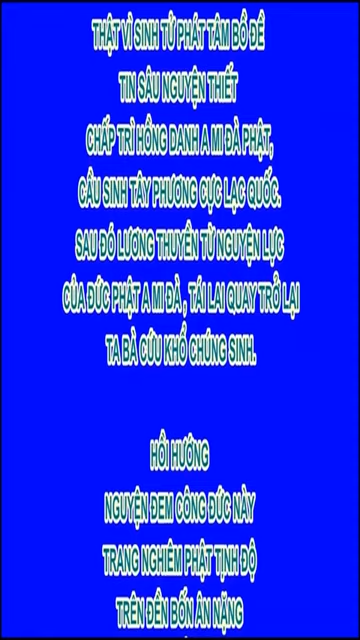 THẬT VÌ SINH TỬ PHÁT TÂM BỒ ĐỀ
TIN SÂU NGUYỆN THIẾT
CHẤP TRÌ HỒNG DANH A MI ĐÀ PHẬT,
CẦU SINH TÂY PHƯƠNG CỰC LẠC QUỐC.
SAU ĐÓ LƯƠNG THUYỀN TỪ NGUYỆN LỰC
CỦA ĐỨC PHẬT A MI ĐÀ , TÁI LAI QUAY TRỞ LẠI
TA BÀ CỨU KHỔ CHÚNG SINH.
HỒI HƯỚNG
NGUYỆN ĐEM CÔNG ĐỨC NÀY
TRANG NGHIÊM PHẬT TỊNH ĐỘ
TRÊN ĐỀN BỐN ÂN NẶNG